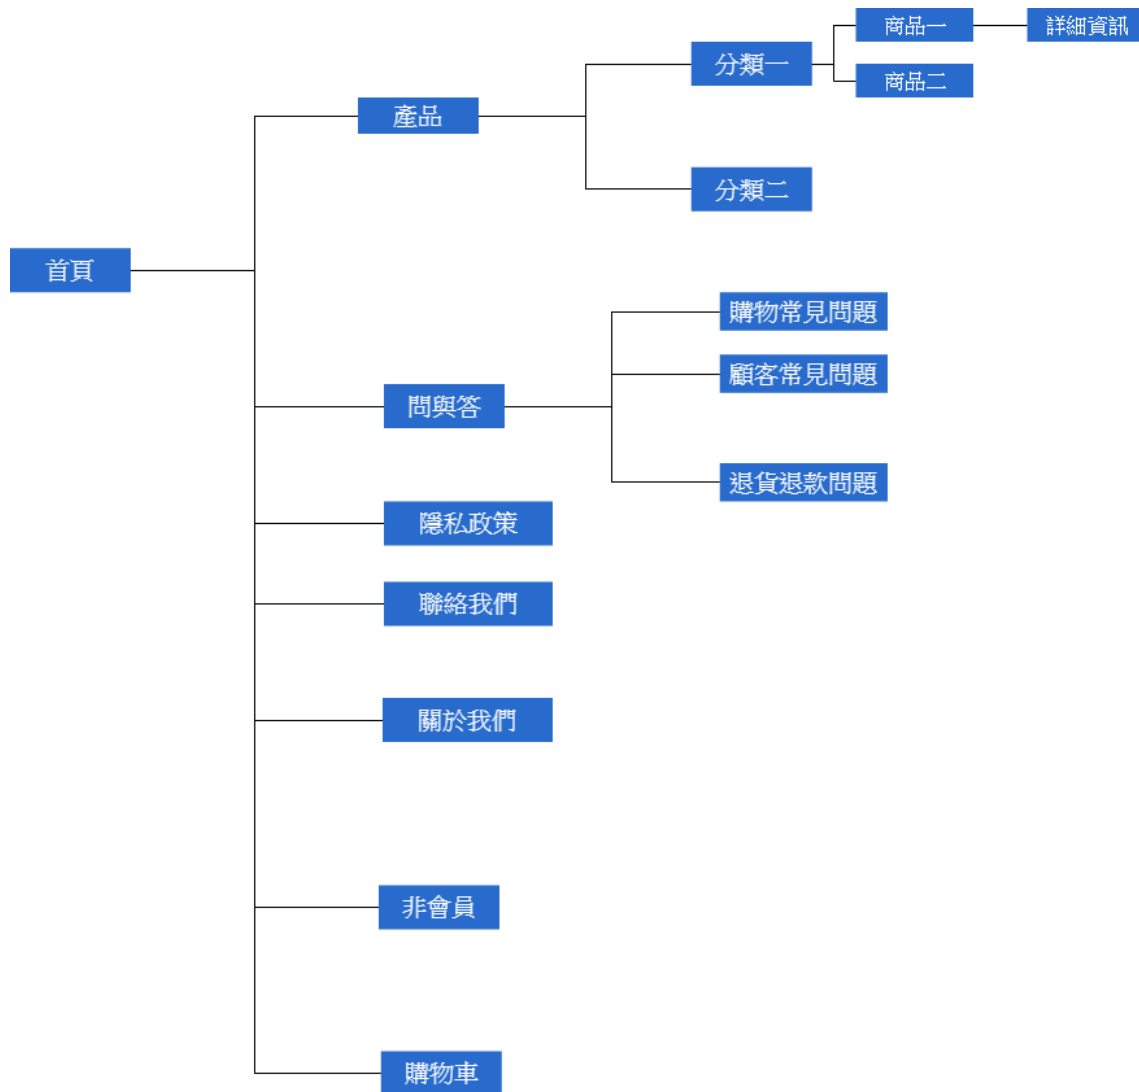 商品一
詳細資訊
分類一
商品二
產品
分類二
首頁
購物常見問題
顧客常見問題
問與答
退貨退款問題
隱私政策
聯絡我們
關於我們
非會員
購物車